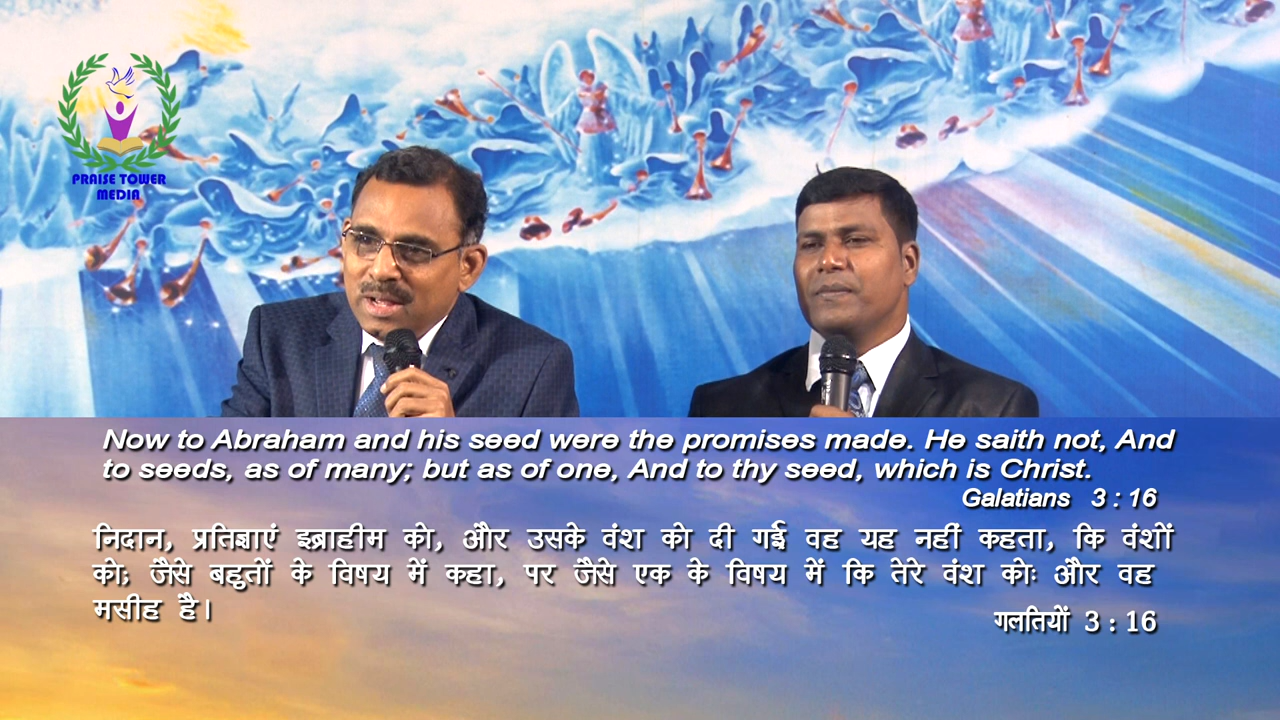 PRAISE TOWER
MEDIA
Now to Abraham and his seed were the promises made. He saith not, And
to seeds, as of many; but as of one, And to thy seed, which is Christ.
Galatians 3 : 16
निदान, प्रतिज्ञाएं इब्राहीम को, और उसके वंश को दी गईं वह यह नहीं कहता, कि वंशों
को; जैसे बहुतों के विषय में कहा, पर जैसे एक के विषय में कि तेरे वंश कोः और वह
मसीह है।
गलतियों 3 : 16